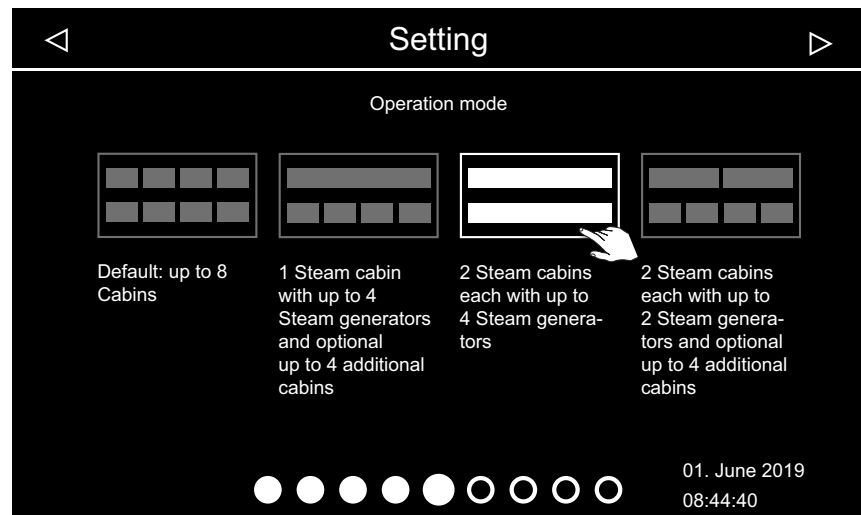 Setting
Operation mode
Default: up to 8
Cabins
1 Steam cabin
with up to 4
Steam generators
and optional
up to 4 additional
cabins
2 Steam cabins
each with up to
4 Steam genera-
tors
2 Steam cabins
each with up to
2 Steam genera-
tors and optional
up to 4 additional
cabins
01. June 2019
08:44:40